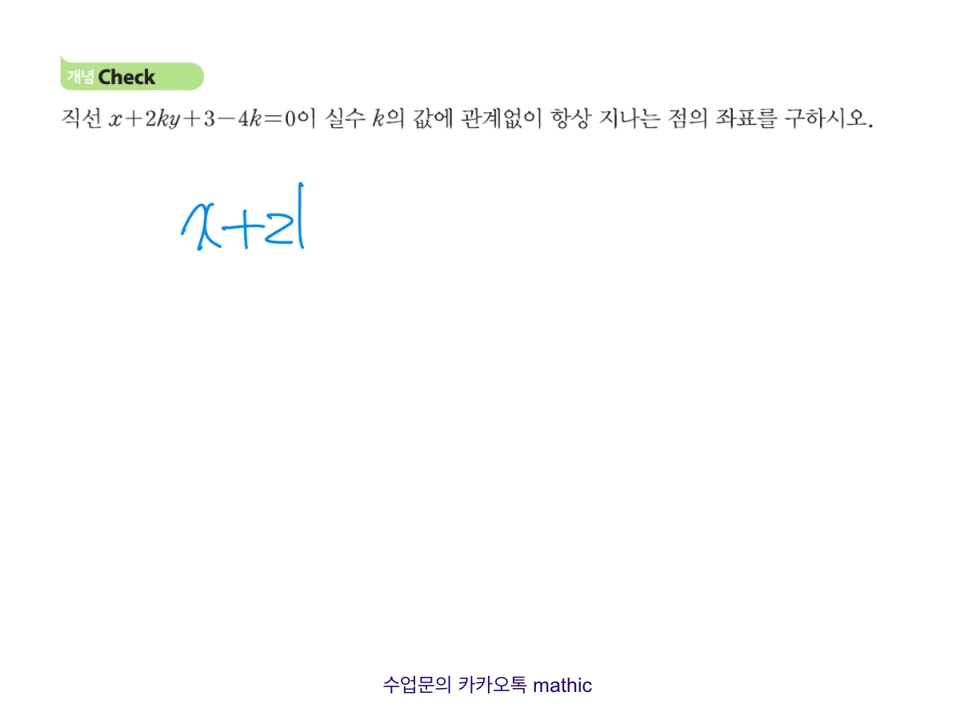 개념 Check
직선 x+2ky+3-4k=0이 실수 k의 값에 관계없이 항상 지나는 점의 좌표를 구하시오.
x+2l
수업문의 카카오톡 mathic